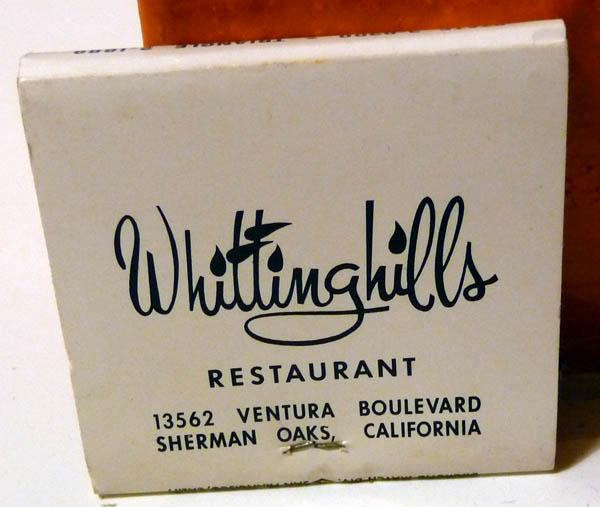 Whittinghills
RESTAURANT
13562 VENTURA BOULEVARD
SHERMAN OAKS, CALIFORNIA